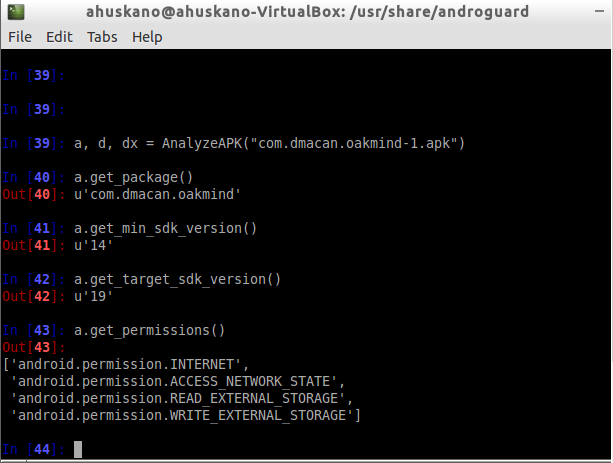 ahuskano@ahuskano-VirtualBox: /usr/share/androguard
File Edit Tabs Help
In [39]:
In [39]:
In [39]: a, d, dx = AnalyzeAPK("com.dmacan.oakmind-1.apk")
In [40]: a.get_package()
Out[40]: u'com.dmacan.oakmind'
In [41]: a.get_min_sdk_version()
Out[41]: u'14'
In [42]: a.get_target_sdk_version()
Out[42]: u'19'
In [43]: a.get_permissions()
Out[43]:
['android.permission.INTERNET',
 'android.permission.ACCESS_NETWORK_STATE',
 'android.permission.READ_EXTERNAL_STORAGE',
 'android.permission.WRITE_EXTERNAL_STORAGE']
In [44]: